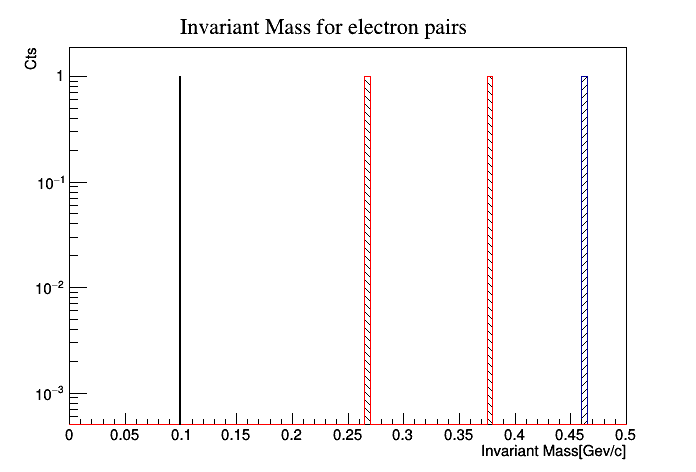 Invariant Mass for electron pairs
Cts
1
10⁻¹
10⁻²
10⁻³
0 0.05 0.1 0.15 0.2 0.25 0.3 0.35 0.4 0.45 0.5
Invariant Mass[Gev/c]